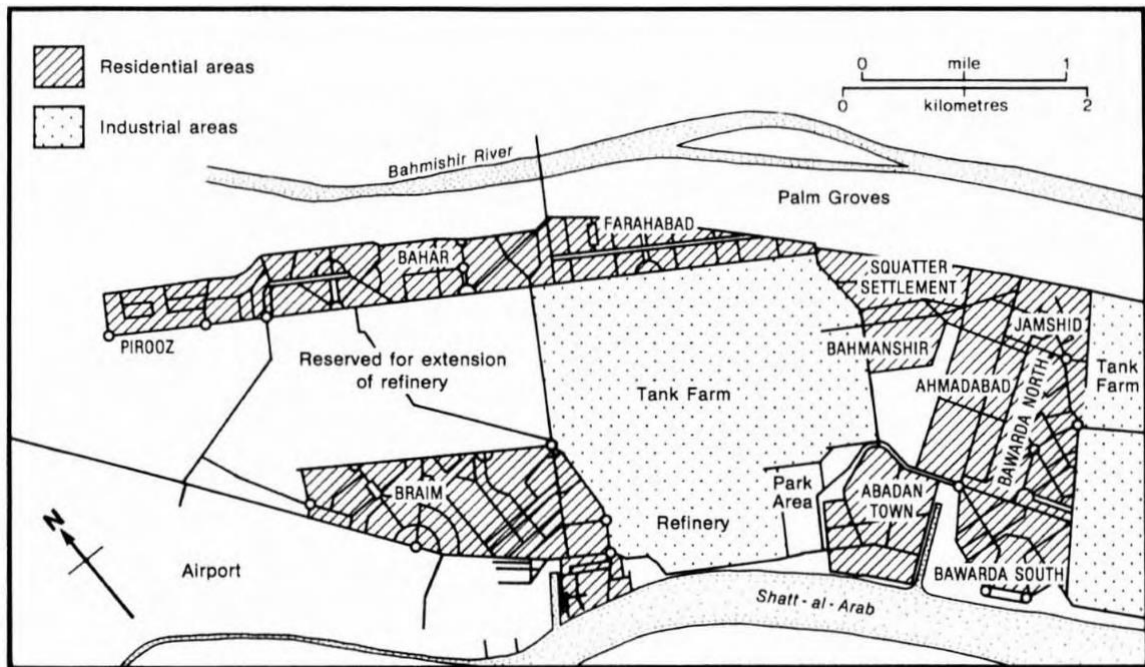 Residential areas
Industrial areas
0 mile 1
0 kilometres 2
Bahmishir River
Palm Groves
FARAHABAD
BAHAR
SQUATTER
SETTLEMENT
PIROOZ
JAMSHID
BAHMANSHIR
Reserved for extension
of refinery
Tank
Farm
Tank Farm
AHMADABAD
BAWARDA NORTH
BRAIM
Park
Area
ABADAN
TOWN
Refinery
N
Airport
BAWARDA SOUTH
Shatt-al-Arab